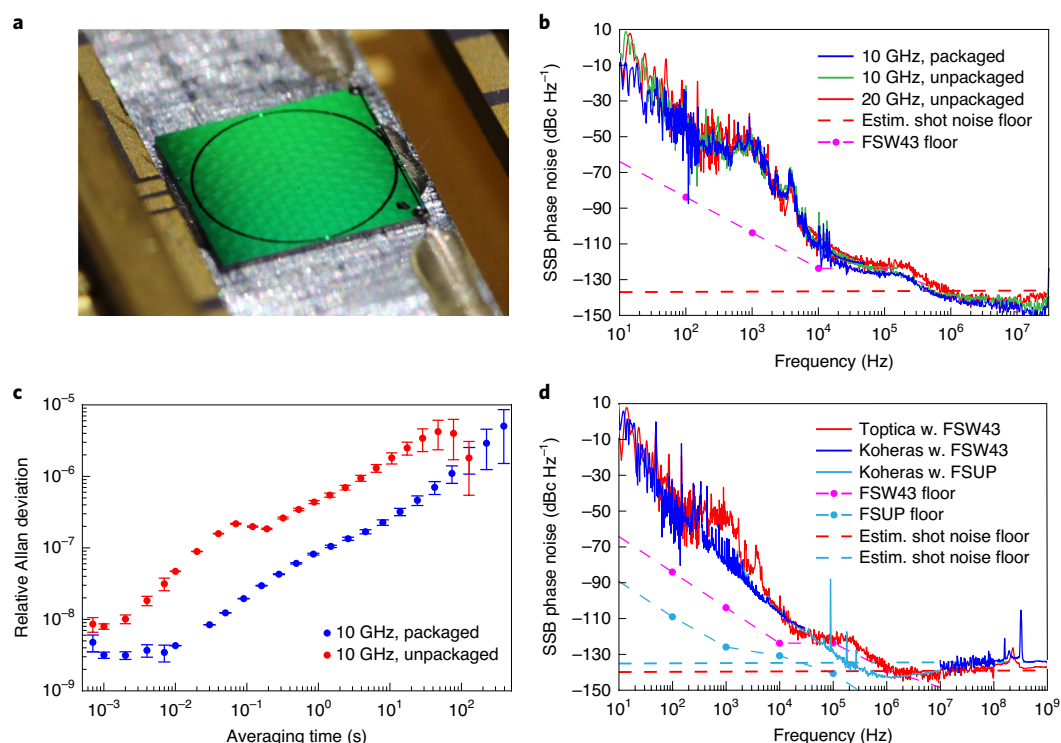 a
b
10
−10
−30
−50
−70
−90
−110
−130
−150
SSB phase noise (dBc Hz⁻¹)
10 GHz, packaged
10 GHz, unpackaged
20 GHz, unpackaged
Estim. shot noise floor
FSW43 floor
10¹ 10² 10³ 10⁴ 10⁵ 10⁶ 10⁷
Frequency (Hz)
c
10⁻⁵
10⁻⁶
10⁻⁷
10⁻⁸
10⁻⁹
Relative Allan deviation
10 GHz, packaged
10 GHz, unpackaged
10⁻³ 10⁻² 10⁻¹ 10⁰ 10¹ 10²
Averaging time (s)
d
10
−10
−30
−50
−70
−90
−110
−130
−150
SSB phase noise (dBc Hz⁻¹)
Toptica w. FSW43
Koheras w. FSW43
Koheras w. FSUP
FSW43 floor
FSUP floor
Estim. shot noise floor
Estim. shot noise floor
10¹ 10² 10³ 10⁴ 10⁵ 10⁶ 10⁷ 10⁸ 10⁹
Frequency (Hz)